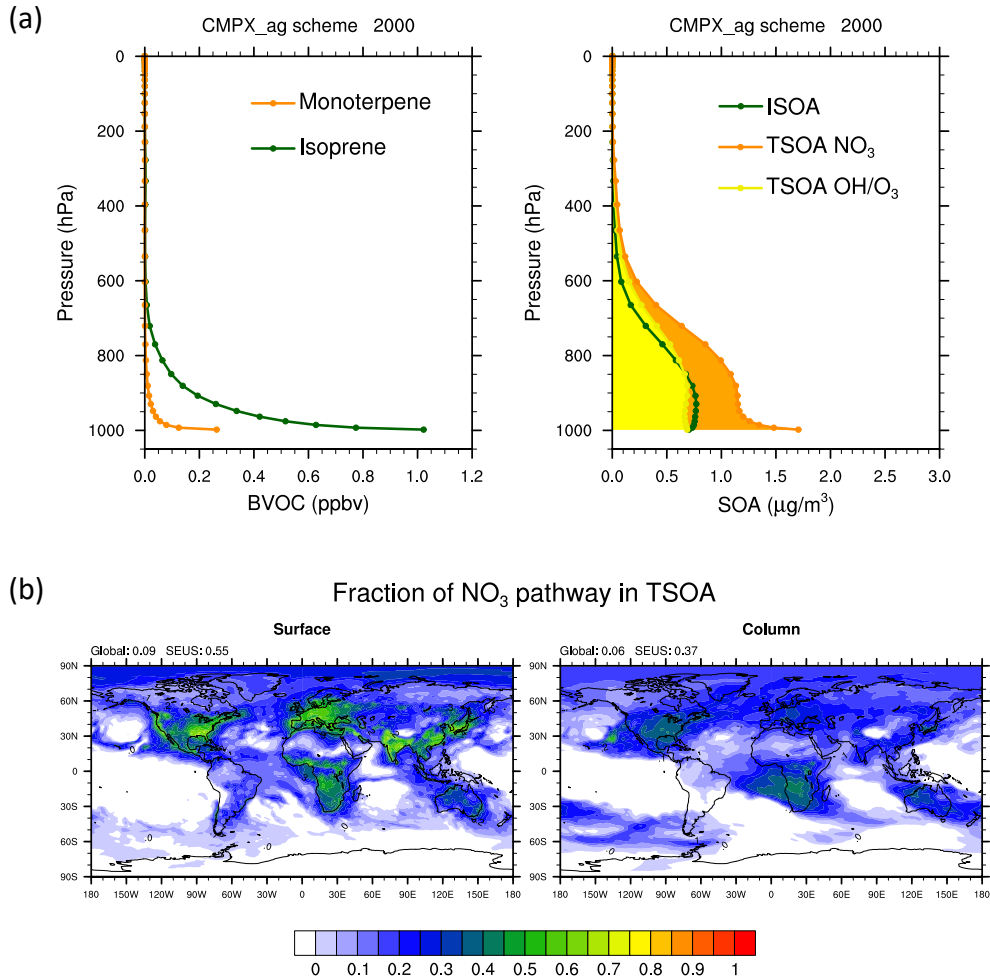 (a)
CMPX_ag scheme 2000
0
200
400
600
800
1000
Pressure (hPa)
Monoterpene
Isoprene
0.0 0.2 0.4 0.6 0.8 1.0 1.2
BVOC (ppbv)
CMPX_ag scheme 2000
0
200
400
600
800
1000
Pressure (hPa)
ISOA
TSOA NO₃
TSOA OH/O₃
0.0 0.5 1.0 1.5 2.0 2.5 3.0
SOA (μg/m³)
(b)
Fraction of NO₃ pathway in TSOA
Surface
Global: 0.09 SEUS: 0.55
90N
60N
30N
0
30S
60S
90S
180 150W 120W 90W 60W 30W 0 30E 60E 90E 120E 150E 180
Column
Global: 0.06 SEUS: 0.37
90N
60N
30N
0
30S
60S
90S
180 150W 120W 90W 60W 30W 0 30E 60E 90E 120E 150E 180
0 0.1 0.2 0.3 0.4 0.5 0.6 0.7 0.8 0.9 1